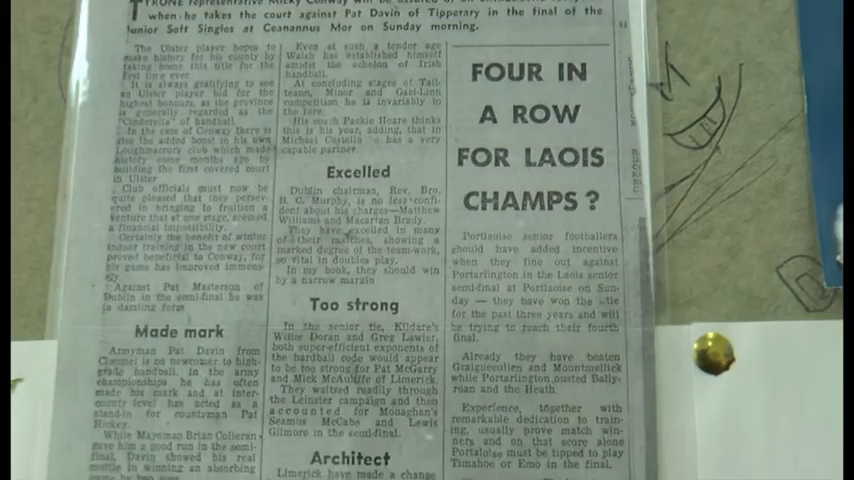 TYRONE representative Micky Conway will be assured of an
when he takes the court against Pat Davin of Tipperary in the final of the
Junior Soft Singles at Ceanannus Mor on Sunday morning.
The Ulster player hopes to
make history for his county by
taking home this title for the
first time ever
It is always gratifying to see
an Ulster player bid for the
highest honours, as the province
is generally regarded as the
"Cinderella" of handball.
In the case of Conway there is
also the added boost to his own
Loughmacrory club which made
history some months ago by
building the first covered court
in Ulster
Club officials must now be
quite pleased that they persev-
ered in bringing to fruition a
venture that at one stage, seemed
a financial impossibility.
Certainly the benefit of winter
indoor training in the new court
proved beneficial to Conway, for
his game has improved immens-
ely.
Against Pat Masterson of
Dublin in the semi-final he was
in dazzling form
Made mark
Armyman Pat Davin from
Clonmel is no newcomer to high-
grade handball. In the army
championships he has often
made his mark and at inter-
county level has acted as a
stand-in for countyman Pat
Hickey.
While Mayoman Brian Colleran
gave him a good run in the semi-
final, Davin showed his real
mettle in winning an absorbing
game by two aces
Even at such a tender age
Walsh has established himself
amidst the echelon of Irish
handball.
At concluding stages of Tail-
teann, Minor and Gael-Linn
competition he is invariably to
the fore.
His coach Packie Hoare thinks
this is his year, adding, that in
Michael Costello he has a very
capable partner
Excelled
Dublin chairman, Rev. Bro.
B. C. Murphy, is no less confi-
dent about his charges—Matthew
Williams and Macartan Brady.
They have excelled in many
of their matches, showing a
marked degree of the team-work,
so vital in doubles play.
In my book, they should win
by a narrow margin
Too strong
In the senior tie, Kildare's
Willie Doran and Greg Lawler,
both super-efficient exponents of
the hardball code would appear
to be too strong for Pat McGarry
and Mick McAuliffe of Limerick.
They waltzed readily through
the Leinster campaign and then
accounted for Monaghan's
Seamus McCabe and Lewis
Gilmore in the semi-final.
Architect
Limerick have made a change
FOUR IN
A ROW
FOR LAOIS
CHAMPS ?
Portlaoise senior footballers
should have added incentive
when they line out against
Portarlington in the Laois senior
semi-final at Portlaoise on Sun-
day — they have won the title
for the past three years and will
be trying to reach their fourth
final.
Already they have beaten
Graiguecullen and Mountmellick
while Portarlington ousted Bally-
roan and the Heath.
Experience, together with
remarkable dedication to train-
ing, usually prove match win-
ners and on that score alone
Portaloise must be tipped to play
Timahoe or Emo in the final.